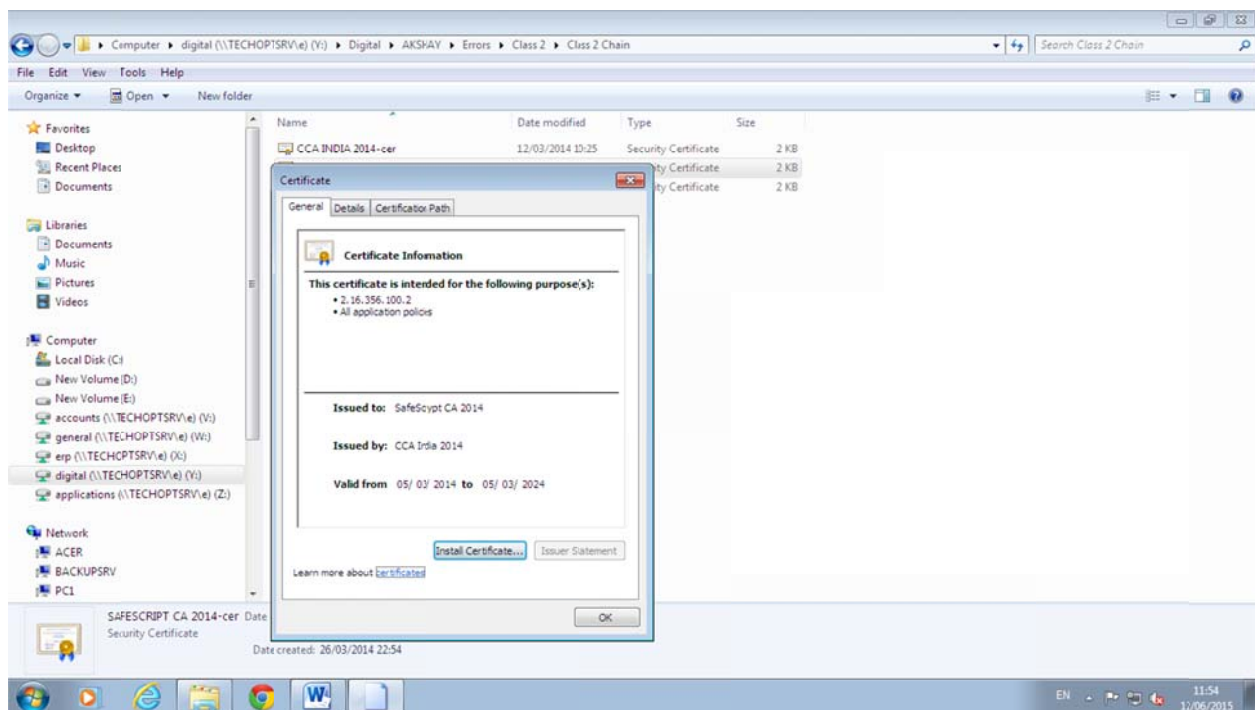 Computer ▸ digital (\\TECHOPTSRV\e) (Y:) ▸ Digital ▸ AKSHAY ▸ Errors ▸ Class 2 ▸ Class 2 Chain
Search Class 2 Chain
File Edit View Tools Help
Organize Open New folder
Favorites
Desktop
Recent Places
Documents
Libraries
Documents
Music
Pictures
Videos
Computer
Local Disk (C:)
New Volume (D:)
New Volume (E:)
accounts (\\TECHOPTSRV\e) (V:)
general (\\TECHOPTSRV\e) (W:)
erp (\\TECHOPTSRV\e) (X:)
digital (\\TECHOPTSRV\e) (Y:)
applications (\\TECHOPTSRV\e) (Z:)
Network
ACER
BACKUPSRV
PC1
Name Date modified Type Size
CCA INDIA 2014-cer 12/03/2014 Security Certificate 2 KB
ity Certificate 2 KB
ity Certificate 2 KB
Certificate
General Details Certification Path
Certificate Information
This certificate is intended for the following purpose(s):
• 2.16.356.100.2
• All application policies
Issued to: SafeScrypt CA 2014
Issued by: CCA India 2014
Valid from 05/ 03/ 2014 to 05/ 03/ 2024
Install Certificate... Issuer Statement
Learn more about certificates
OK
SAFESCRIPT CA 2014-cer Date
Security Certificate
Date created: 26/03/2014 22:54
W
EN
11:54
/06/2015